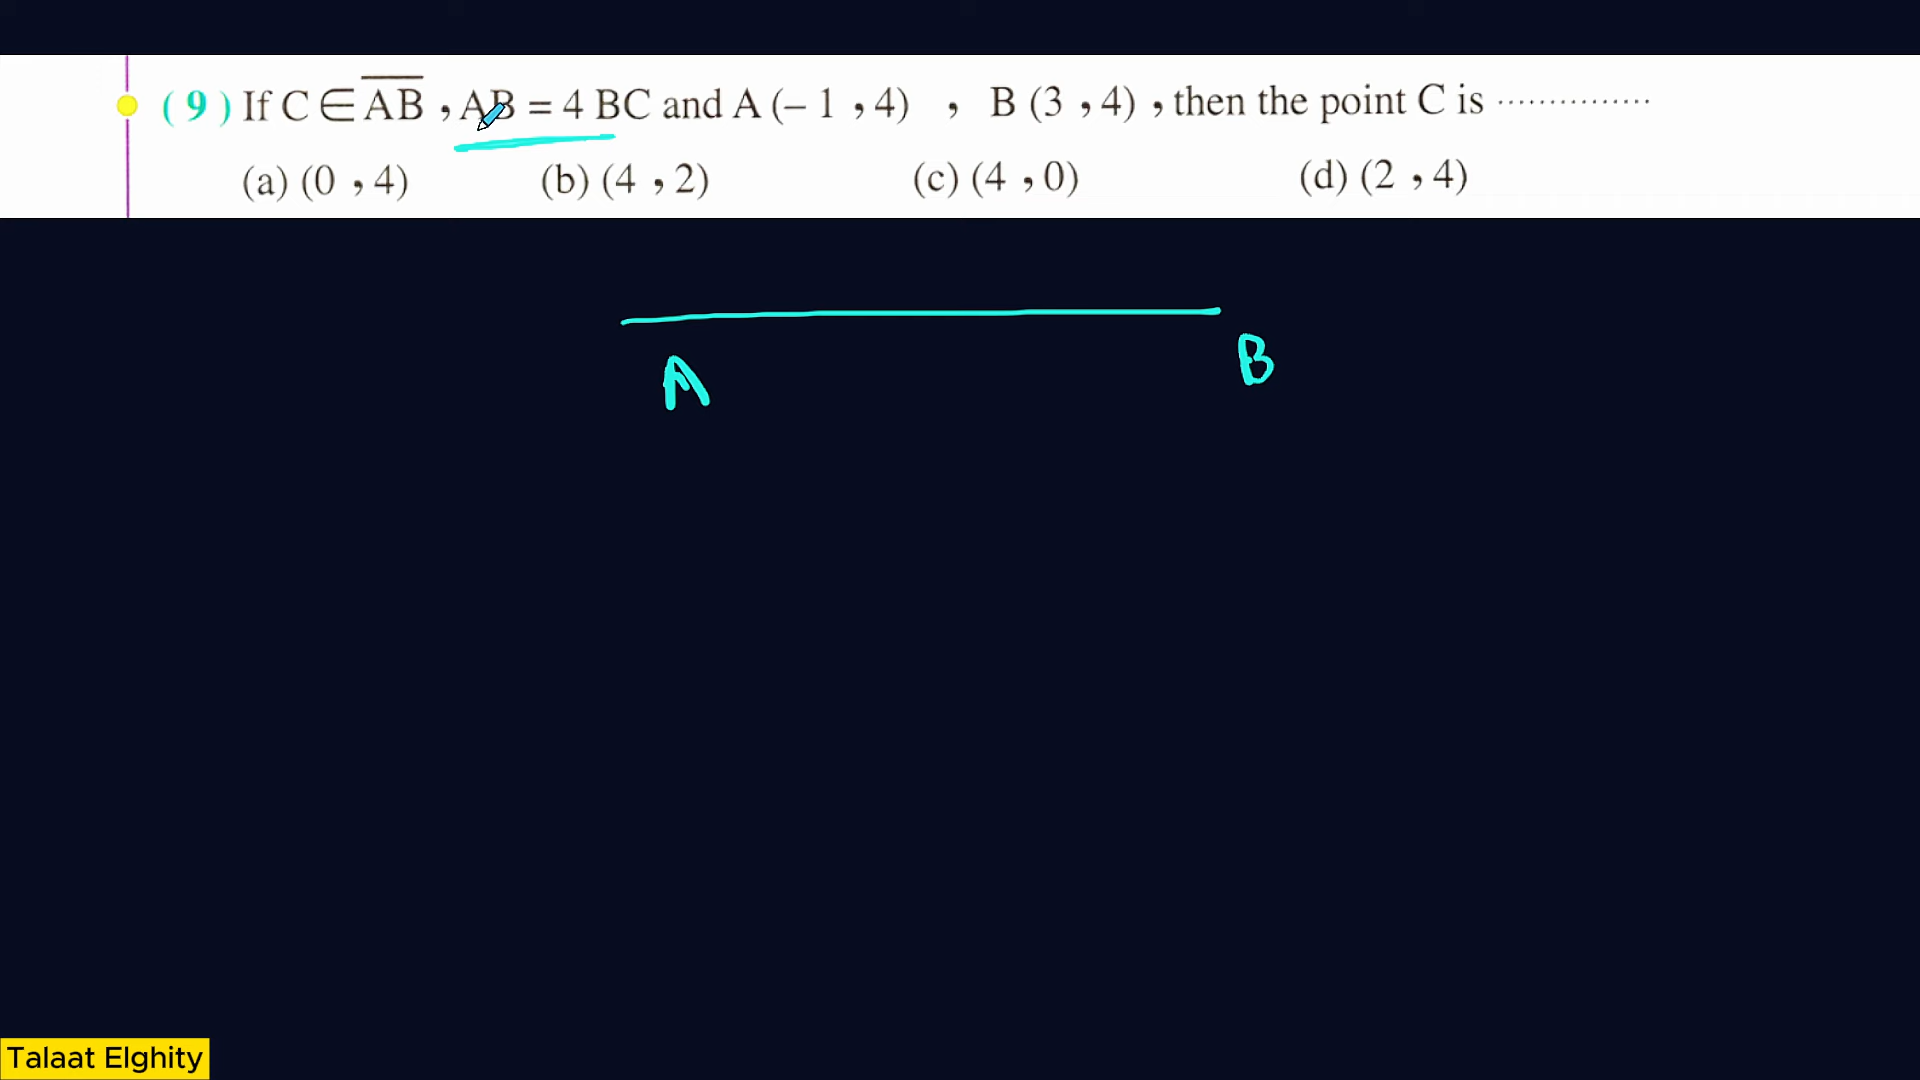 ( 9 ) If C ∈ A̅B̅ , AB = 4 BC and A (– 1 , 4) , B (3 , 4) , then the point C is ...............
(a) (0 , 4) (b) (4 , 2) (c) (4 , 0) (d) (2 , 4)
A B
Talaat Elghity